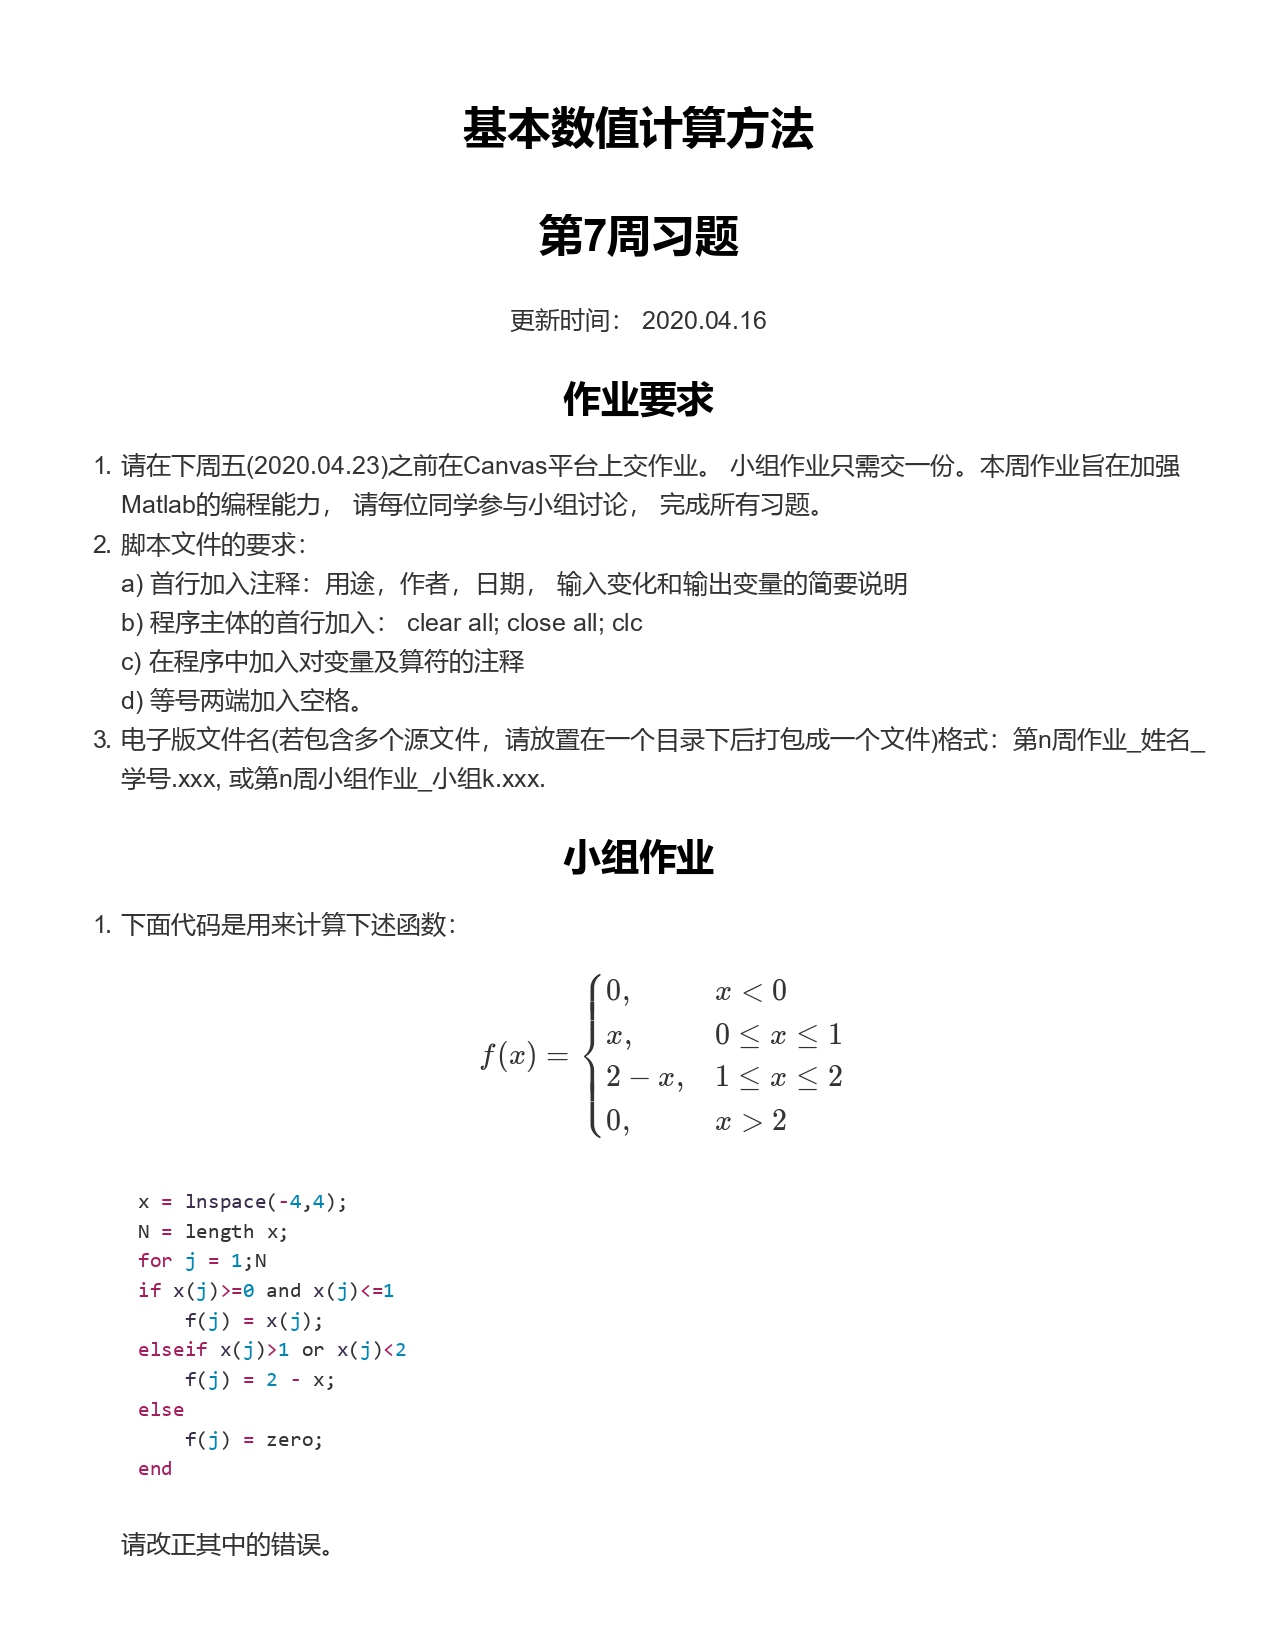 基本数值计算方法
第7周习题
更新时间： 2020.04.16
作业要求
1. 请在下周五(2020.04.23)之前在Canvas平台上交作业。 小组作业只需交一份。本周作业旨在加强
Matlab的编程能力， 请每位同学参与小组讨论， 完成所有习题。
2. 脚本文件的要求：
a) 首行加入注释：用途，作者，日期， 输入变化和输出变量的简要说明
b) 程序主体的首行加入： clear all; close all; clc
c) 在程序中加入对变量及算符的注释
d) 等号两端加入空格。
3. 电子版文件名(若包含多个源文件，请放置在一个目录下后打包成一个文件)格式：第n周作业_姓名_
学号.xxx, 或第n周小组作业_小组k.xxx.
小组作业
1. 下面代码是用来计算下述函数：
f(x) = { 0, x < 0
x, 0 ≤ x ≤ 1
2 − x, 1 ≤ x ≤ 2
0, x > 2
x = lnspace(-4,4);
N = length x;
for j = 1;N
if x(j)>=0 and x(j)<=1
    f(j) = x(j);
elseif x(j)>1 or x(j)<2
    f(j) = 2 - x;
else
    f(j) = zero;
end
请改正其中的错误。